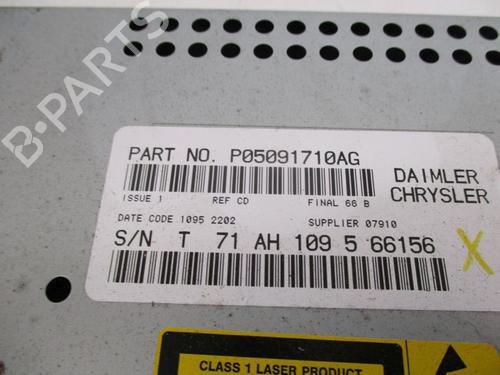 B-PARTS
PART NO. P05091710AG
DAIMLER
CHRYSLER
ISSUE 1 REF CD FINAL 66 B
DATE CODE 1095 2202 SUPPLIER 07910
S/N T 71 AH 109 5 66156
X
CLASS 1 LASER PRODUCT